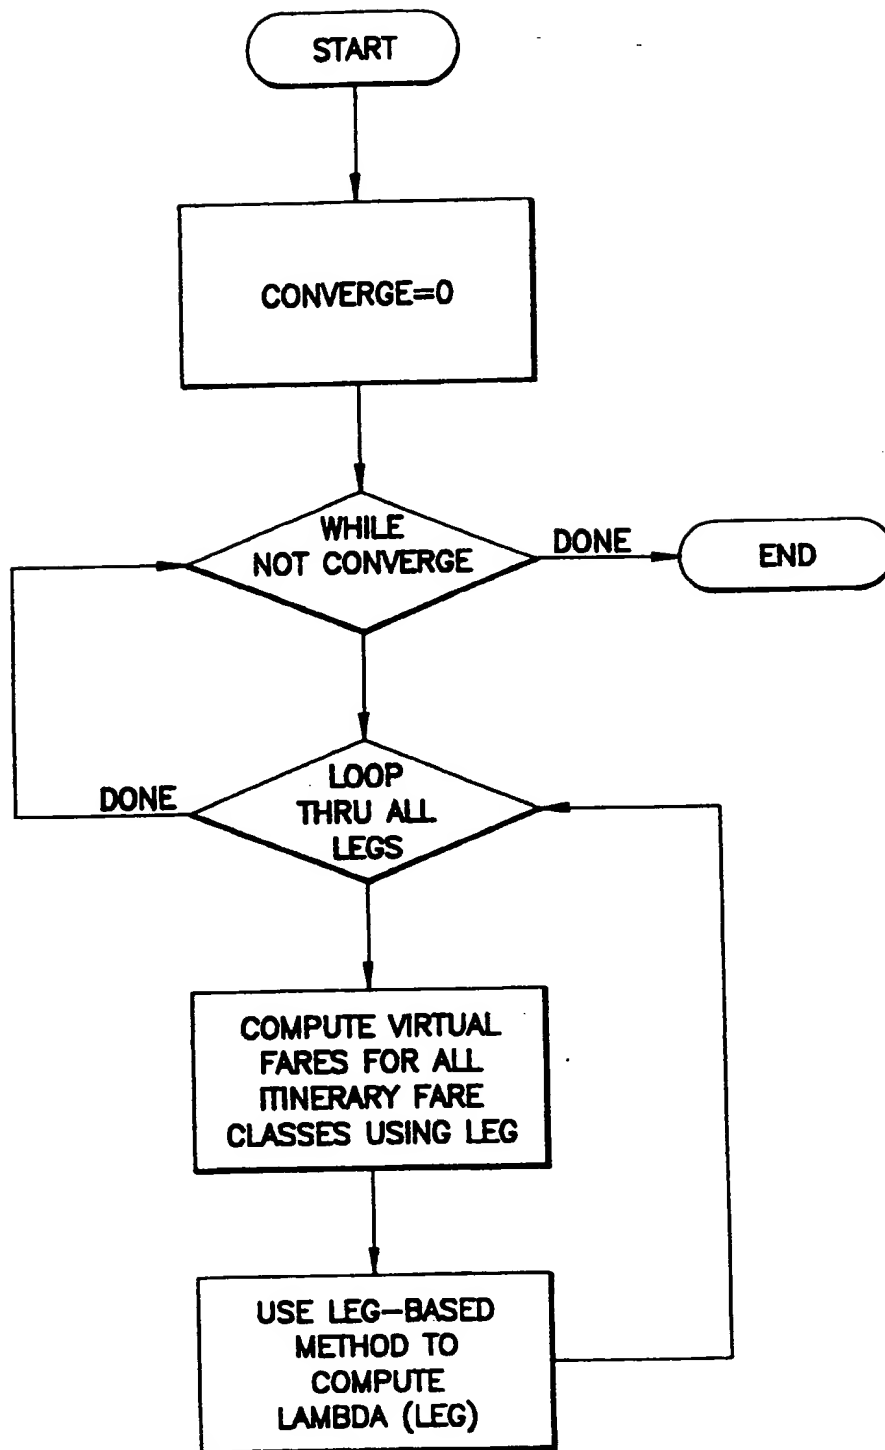 START
CONVERGE=0
WHILE
NOT CONVERGE
DONE
END
LOOP
THRU ALL
LEGS
DONE
COMPUTE VIRTUAL
FARES FOR ALL
ITINERARY FARE
CLASSES USING LEG
USE LEG-BASED
METHOD TO
COMPUTE
LAMBDA (LEG)